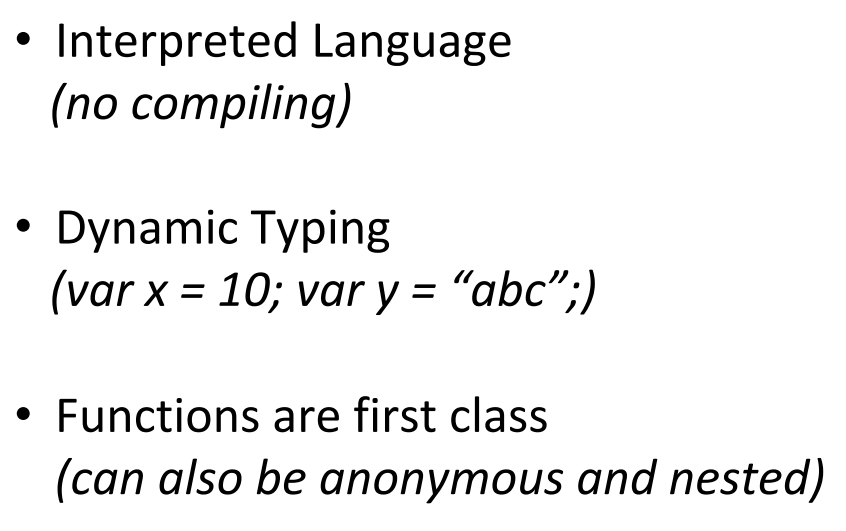 • Interpreted Language
(no compiling)
• Dynamic Typing
(var x = 10; var y = “abc”;)
• Functions are first class
(can also be anonymous and nested)